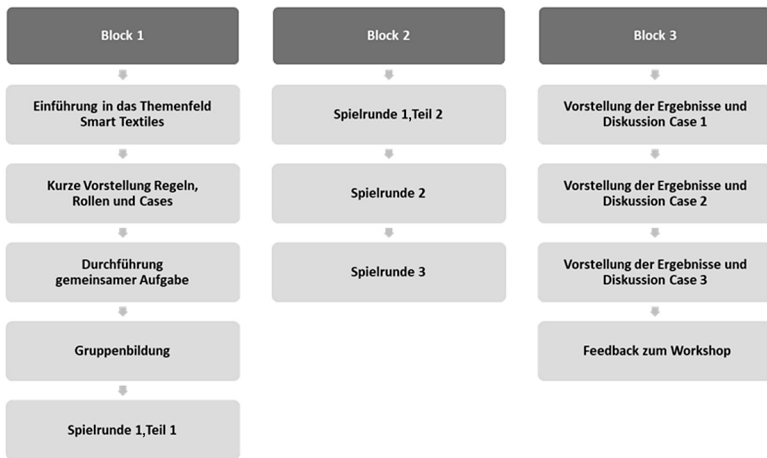 Block 1
Einführung in das Themenfeld
Smart Textiles
Kurze Vorstellung Regeln,
Rollen und Cases
Durchführung
gemeinsamer Aufgabe
Gruppenbildung
Spielrunde 1,Teil 1
Block 2
Spielrunde 1,Teil 2
Spielrunde 2
Spielrunde 3
Block 3
Vorstellung der Ergebnisse und
Diskussion Case 1
Vorstellung der Ergebnisse und
Diskussion Case 2
Vorstellung der Ergebnisse und
Diskussion Case 3
Feedback zum Workshop